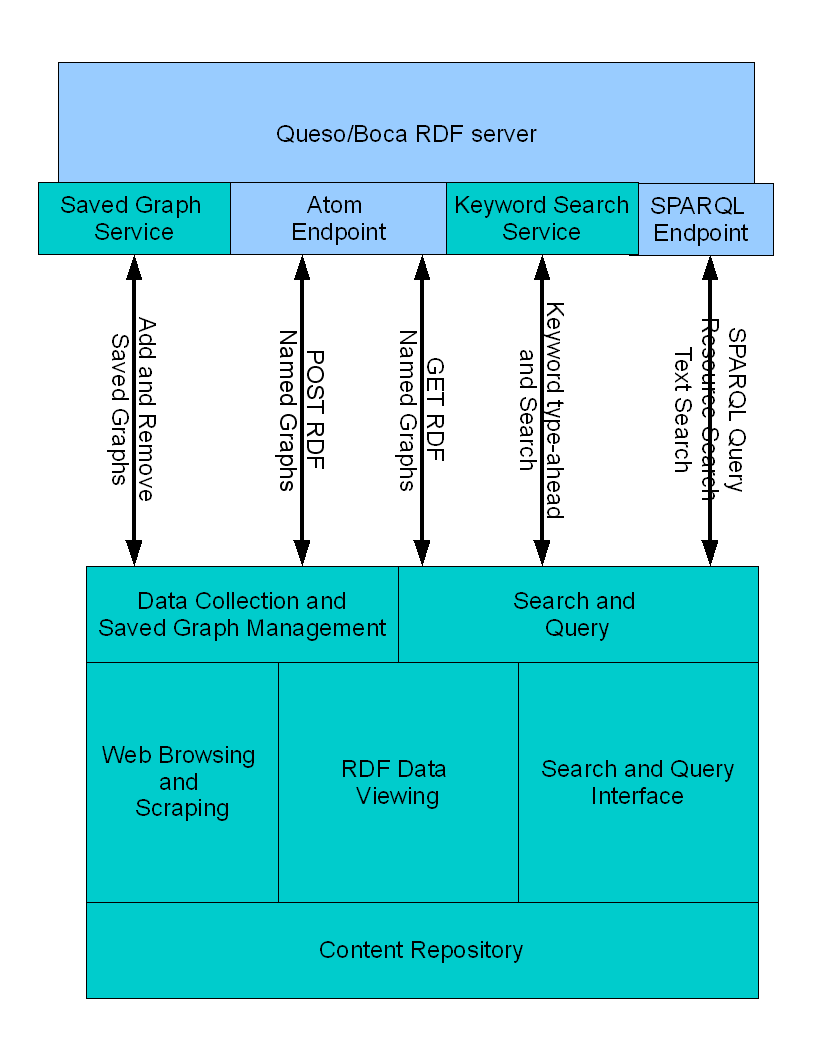 Queso/Boca RDF server
Saved Graph
Service
Atom
Endpoint
Keyword Search
Service
SPARQL
Endpoint
Add and Remove
Saved Graphs
POST RDF
Named Graphs
GET RDF
Named Graphs
Keyword type-ahead
and Search
SPARQL Query
Resource Search
Text Search
Data Collection and
Saved Graph Management
Search and
Query
Web Browsing
and
Scraping
RDF Data
Viewing
Search and Query
Interface
Content Repository